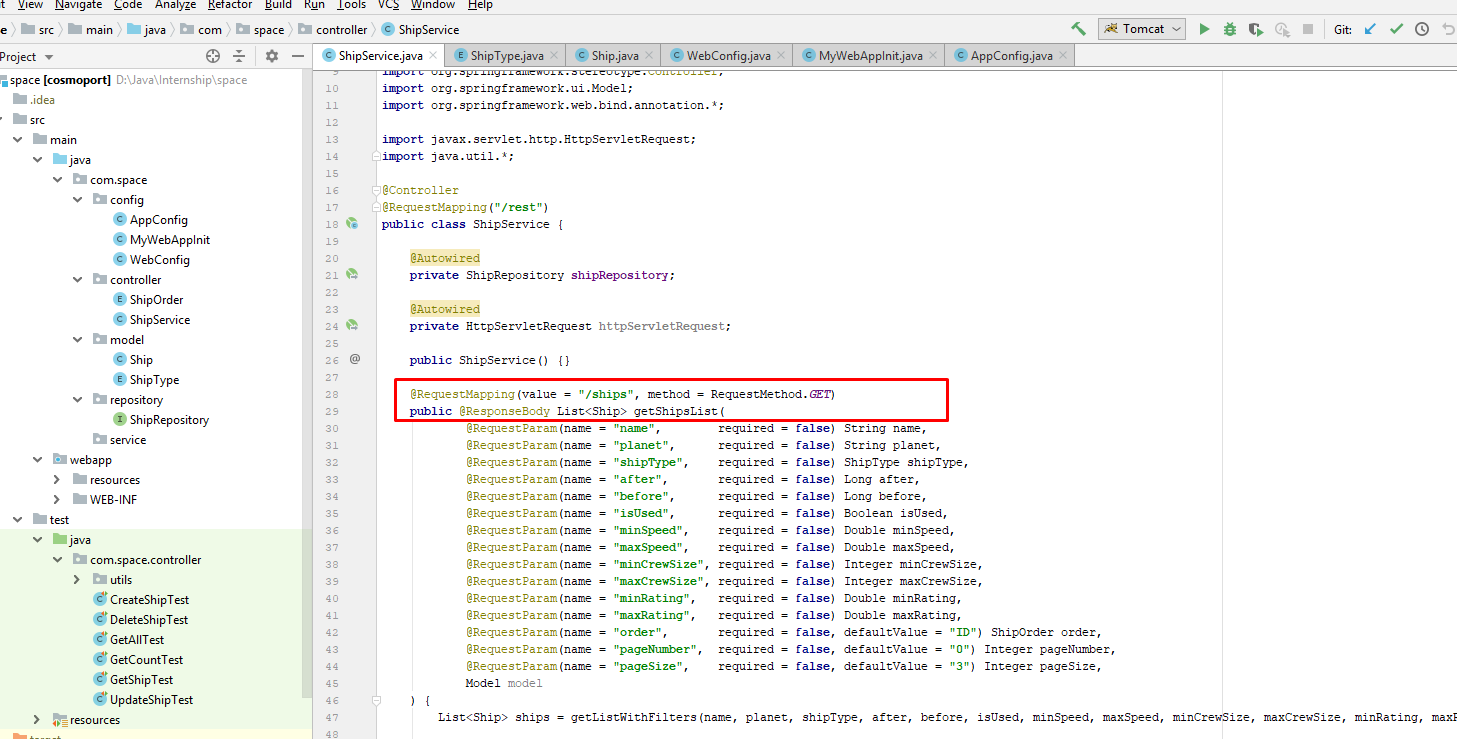 it View Navigate Code Analyze Refactor Build Run Tools VCS Window Help
e src main java com space controller ShipService Tomcat Git:
Project ShipService.java ShipType.java Ship.java WebConfig.java MyWebAppInit.java AppConfig.java
space [cosmoport] D:\Java\Internship\space
.idea
src
main
java
com.space
config
AppConfig
MyWebAppInit
WebConfig
controller
ShipOrder
ShipService
model
Ship
ShipType
repository
ShipRepository
service
webapp
resources
WEB-INF
test
java
com.space.controller
utils
CreateShipTest
DeleteShipTest
GetAllTest
GetCountTest
GetShipTest
UpdateShipTest
resources
target
9 import org.springframework.stereotype.Controller;
10 import org.springframework.ui.Model;
11 import org.springframework.web.bind.annotation.*;
12
13 import javax.servlet.http.HttpServletRequest;
14 import java.util.*;
15
16 @Controller
17 @RequestMapping("/rest")
18 public class ShipService {
19
20 @Autowired
21 private ShipRepository shipRepository;
22
23 @Autowired
24 private HttpServletRequest httpServletRequest;
25
26 @ public ShipService() {}
27
28 @RequestMapping(value = "/ships", method = RequestMethod.GET)
29 public @ResponseBody List<Ship> getShipsList(
30 @RequestParam(name = "name", required = false) String name,
31 @RequestParam(name = "planet", required = false) String planet,
32 @RequestParam(name = "shipType", required = false) ShipType shipType,
33 @RequestParam(name = "after", required = false) Long after,
34 @RequestParam(name = "before", required = false) Long before,
35 @RequestParam(name = "isUsed", required = false) Boolean isUsed,
36 @RequestParam(name = "minSpeed", required = false) Double minSpeed,
37 @RequestParam(name = "maxSpeed", required = false) Double maxSpeed,
38 @RequestParam(name = "minCrewSize", required = false) Integer minCrewSize,
39 @RequestParam(name = "maxCrewSize", required = false) Integer maxCrewSize,
40 @RequestParam(name = "minRating", required = false) Double minRating,
41 @RequestParam(name = "maxRating", required = false) Double maxRating,
42 @RequestParam(name = "order", required = false, defaultValue = "ID") ShipOrder order,
43 @RequestParam(name = "pageNumber", required = false, defaultValue = "0") Integer pageNumber,
44 @RequestParam(name = "pageSize", required = false, defaultValue = "3") Integer pageSize,
45 Model model
46 ) {
47 List<Ship> ships = getListWithFilters(name, planet, shipType, after, before, isUsed, minSpeed, maxSpeed, minCrewSize, maxCrewSize, minRating, maxR
48